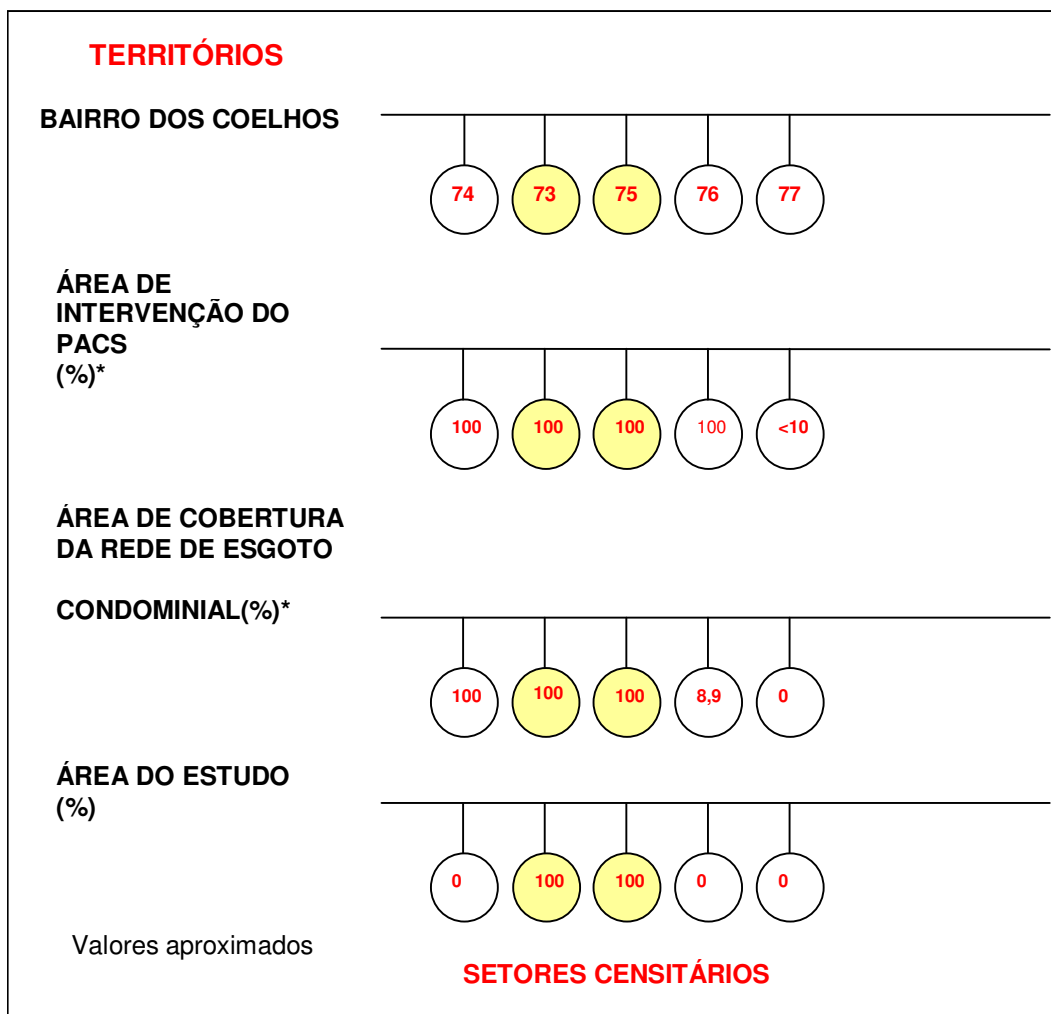 TERRITÓRIOS
BAIRRO DOS COELHOS
74 73 75 76 77
ÁREA DE
INTERVENÇÃO DO
PACS
(%)*
100 100 100 100 <10
ÁREA DE COBERTURA
DA REDE DE ESGOTO
CONDOMINIAL(%)*
100 100 100 8,9 0
ÁREA DO ESTUDO
(%)
0 100 100 0 0
Valores aproximados
SETORES CENSITÁRIOS